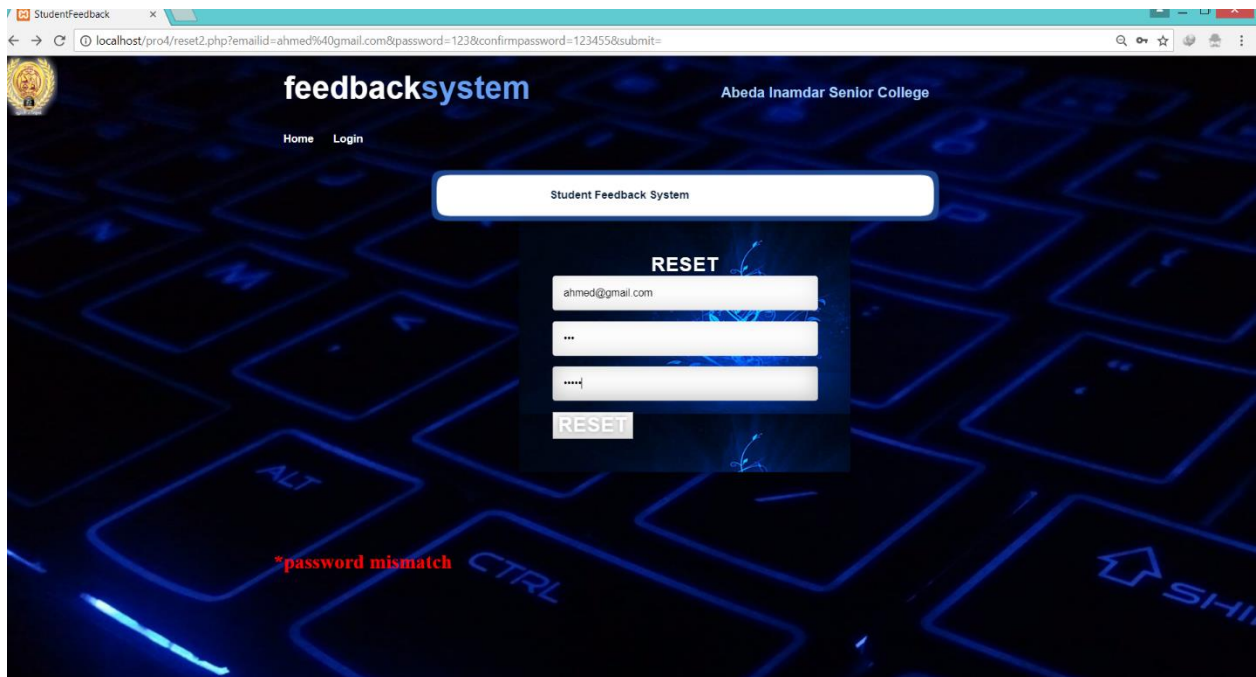 StudentFeedback
localhost/pro4/reset2.php?emailid=ahmed%40gmail.com&password=123&confirmpassword=123455&submit=
feedbacksystem
Abeda Inamdar Senior College
Home Login
Student Feedback System
RESET
ahmed@gmail.com
•••
•••••
RESET
*password mismatch
ALT
CTRL
SHI